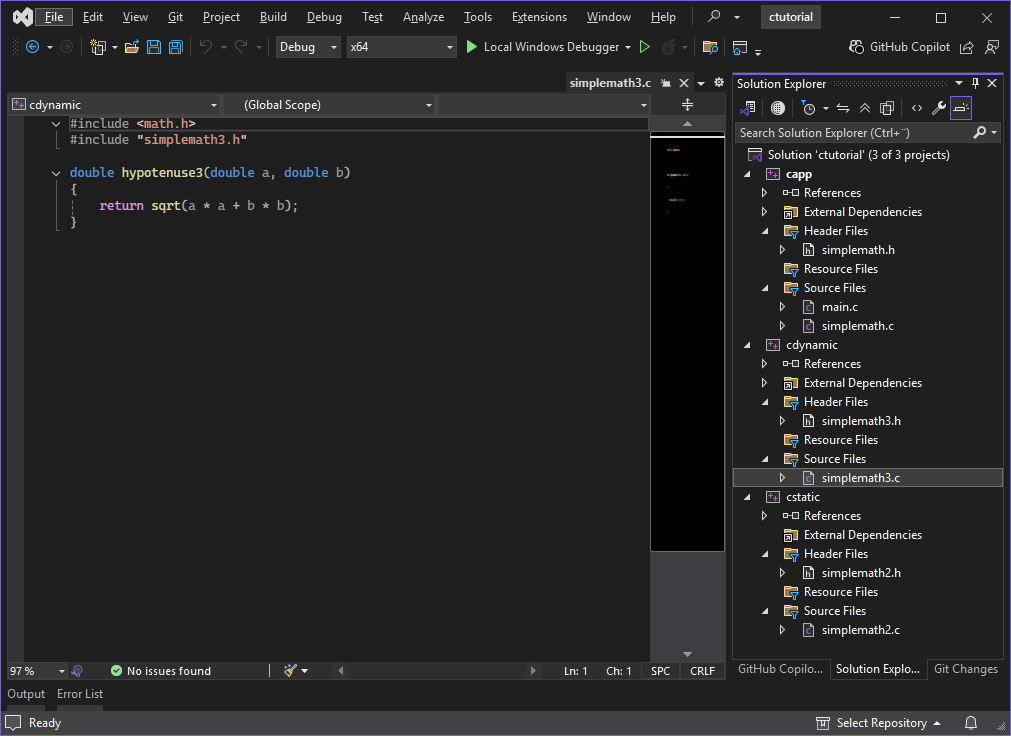 File Edit View Git Project Build Debug Test Analyze Tools Extensions Window Help ctutorial
Debug x64 Local Windows Debugger GitHub Copilot
simplemath3.c
cdynamic (Global Scope)
#include <math.h>
#include "simplemath3.h"
double hypotenuse3(double a, double b)
{
return sqrt(a * a + b * b);
}
97 % No issues found Ln: 1 Ch: 1 SPC CRLF
Solution Explorer
Search Solution Explorer (Ctrl+¨)
Solution 'ctutorial' (3 of 3 projects)
capp
References
External Dependencies
Header Files
simplemath.h
Resource Files
Source Files
main.c
simplemath.c
cdynamic
References
External Dependencies
Header Files
simplemath3.h
Resource Files
Source Files
simplemath3.c
cstatic
References
External Dependencies
Header Files
simplemath2.h
Resource Files
Source Files
simplemath2.c
GitHub Copilo... Solution Explo... Git Changes
Output Error List
Ready Select Repository